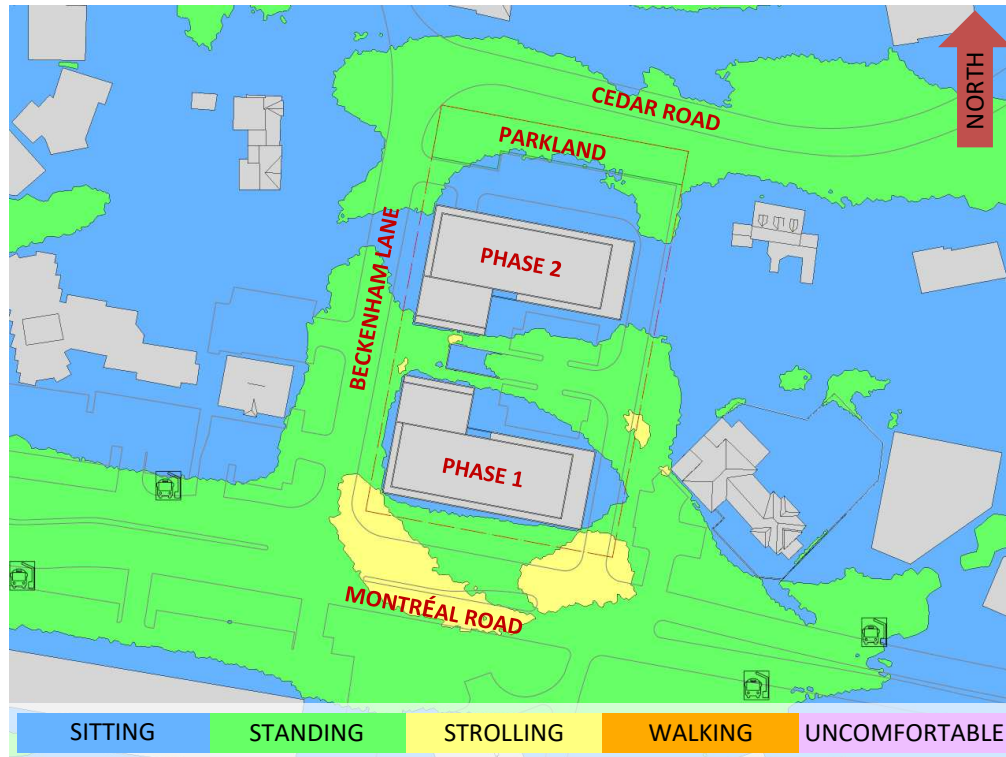 NORTH
CEDAR ROAD
PARKLAND
BECKENHAM LANE
PHASE 2
PHASE 1
MONTRÉAL ROAD
SITTING
STANDING
STROLLING
WALKING
UNCOMFORTABLE